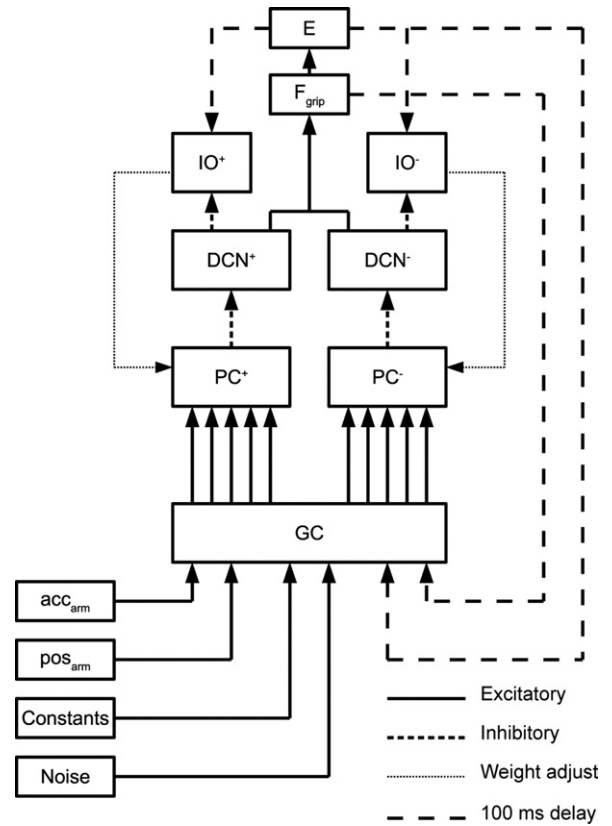 E
F_grip
IO⁺
IO⁻
DCN⁺
DCN⁻
PC⁺
PC⁻
GC
acc_arm
pos_arm
Constants
Noise
Excitatory
Inhibitory
Weight adjust
100 ms delay